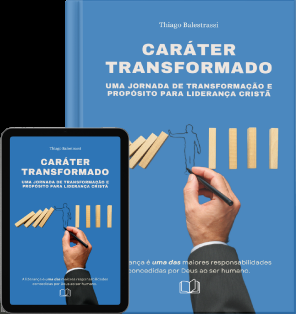 Thiago Balestrassi
CARÁTER
TRANSFORMADO
UMA JORNADA DE TRANSFORMAÇÃO E
PROPÓSITO PARA LIDERANÇA CRISTÃ
rança é uma das maiores responsabilidades
concedidas por Deus ao ser humano.
Thiago Balestrassi
CARÁTER
TRANSFORMADO
UMA JORNADA DE TRANSFORMAÇÃO E
PROPÓSITO PARA LIDERANÇA CRISTÃ
A liderança é uma das maiores responsabilidades
concedidas por Deus ao ser humano.